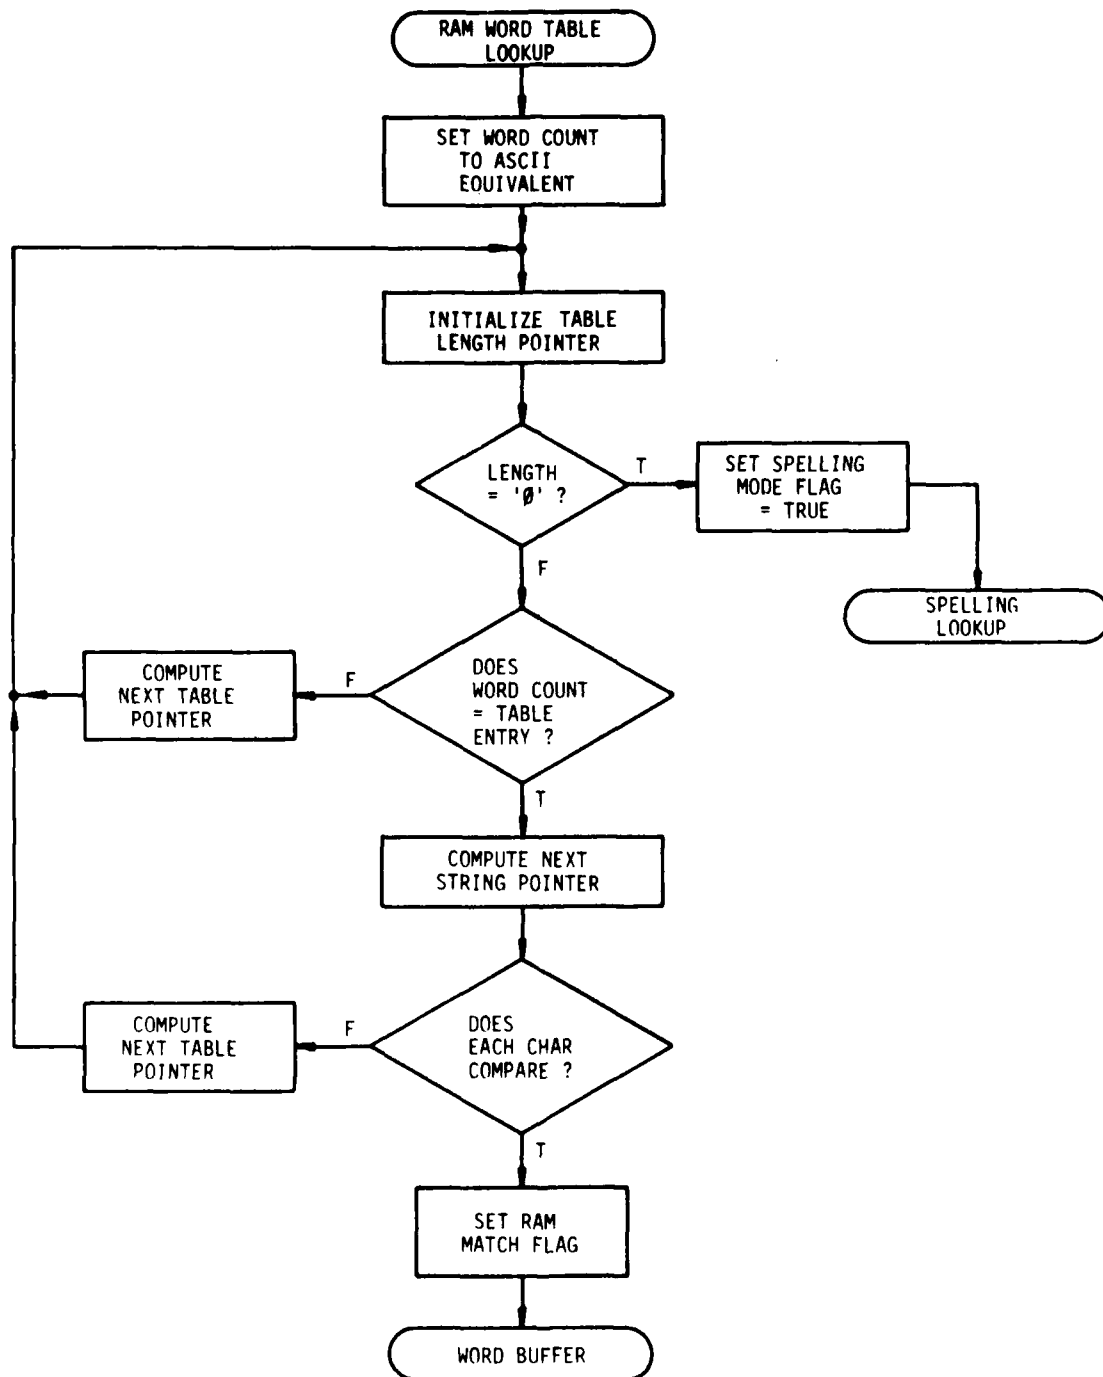 RAM WORD TABLE
LOOKUP
SET WORD COUNT
TO ASCII
EQUIVALENT
INITIALIZE TABLE
LENGTH POINTER
LENGTH
= 'Ø' ?
T
SET SPELLING
MODE FLAG
= TRUE
F
SPELLING
LOOKUP
DOES
WORD COUNT
= TABLE
ENTRY ?
F
COMPUTE
NEXT TABLE
POINTER
T
COMPUTE NEXT
STRING POINTER
DOES
EACH CHAR
COMPARE ?
F
COMPUTE
NEXT TABLE
POINTER
T
SET RAM
MATCH FLAG
WORD BUFFER